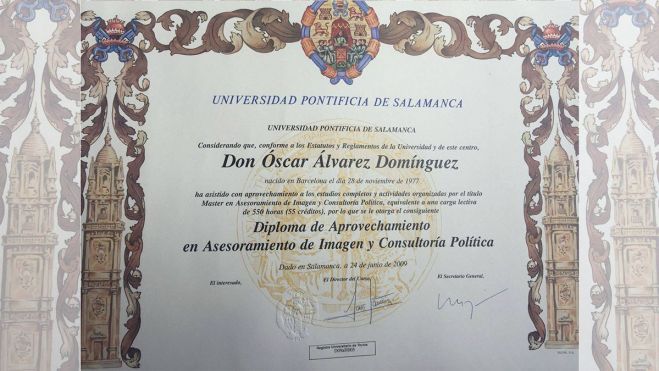 UNIVERSIDAD PONTIFICIA DE SALAMANCA
UNIVERSIDAD PONTIFICIA DE SALAMANCA
Considerando que, conforme a los Estatutos y Reglamentos de la Universidad y de este centro,
Don Óscar Álvarez Domínguez
nacido en Barcelona el día 28 de noviembre de 1977
ha asistido con aprovechamiento a los estudios completos y actividades organizadas por el título
Master en Asesoramiento de Imagen y Consultoría Política, equivalente a una carga lectiva
de 550 horas (55 créditos), por lo que se le otorga el consiguiente
Diploma de Aprovechamiento
en Asesoramiento de Imagen y Consultoría Política
Dado en Salamanca, a 24 de junio de 2009
El interesado,
El Director del Curso,
El Secretario General,
Registro Universitario de Títulos